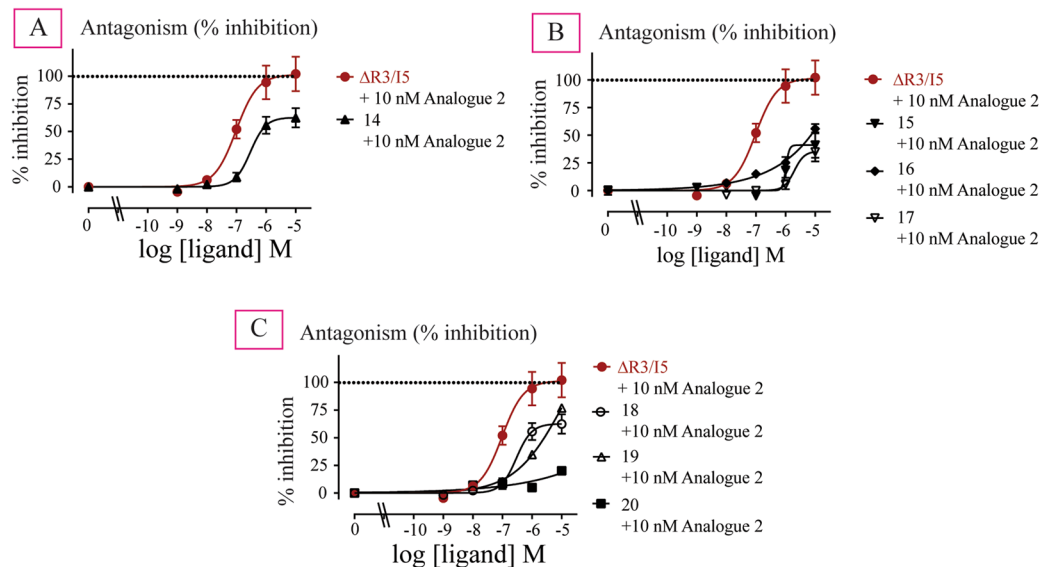 A
Antagonism (% inhibition)
% inhibition
100
75
50
25
0
0
-10
-9
-8
-7
-6
-5
log [ligand] M
ΔR3/I5
+ 10 nM Analogue 2
14
+10 nM Analogue 2
B
Antagonism (% inhibition)
% inhibition
100
75
50
25
0
0
-10
-9
-8
-7
-6
-5
log [ligand] M
ΔR3/I5
+ 10 nM Analogue 2
15
+10 nM Analogue 2
16
+10 nM Analogue 2
17
+10 nM Analogue 2
C
Antagonism (% inhibition)
% inhibition
100
75
50
25
0
0
-10
-9
-8
-7
-6
-5
log [ligand] M
ΔR3/I5
+ 10 nM Analogue 2
18
+10 nM Analogue 2
19
+10 nM Analogue 2
20
+10 nM Analogue 2